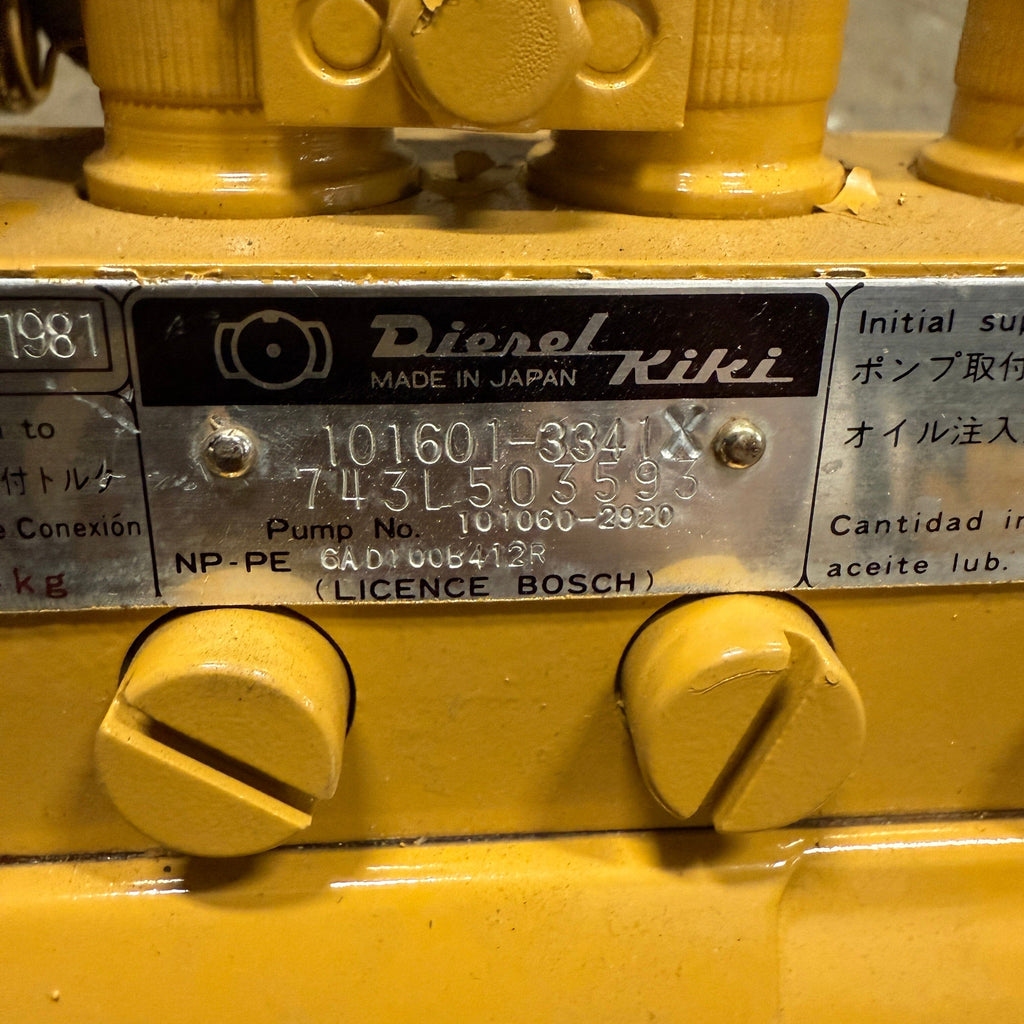 1981
to
付トルク
Conexión
kg
Diesel
Kiki
MADE IN JAPAN
101601-3341X
743L503593
Pump No. 101060-2920
NP-PE 6AD100B412R
(LICENCE BOSCH)
Initial
ポンプ取付
オイル注入
Cantidad
aceite lub.